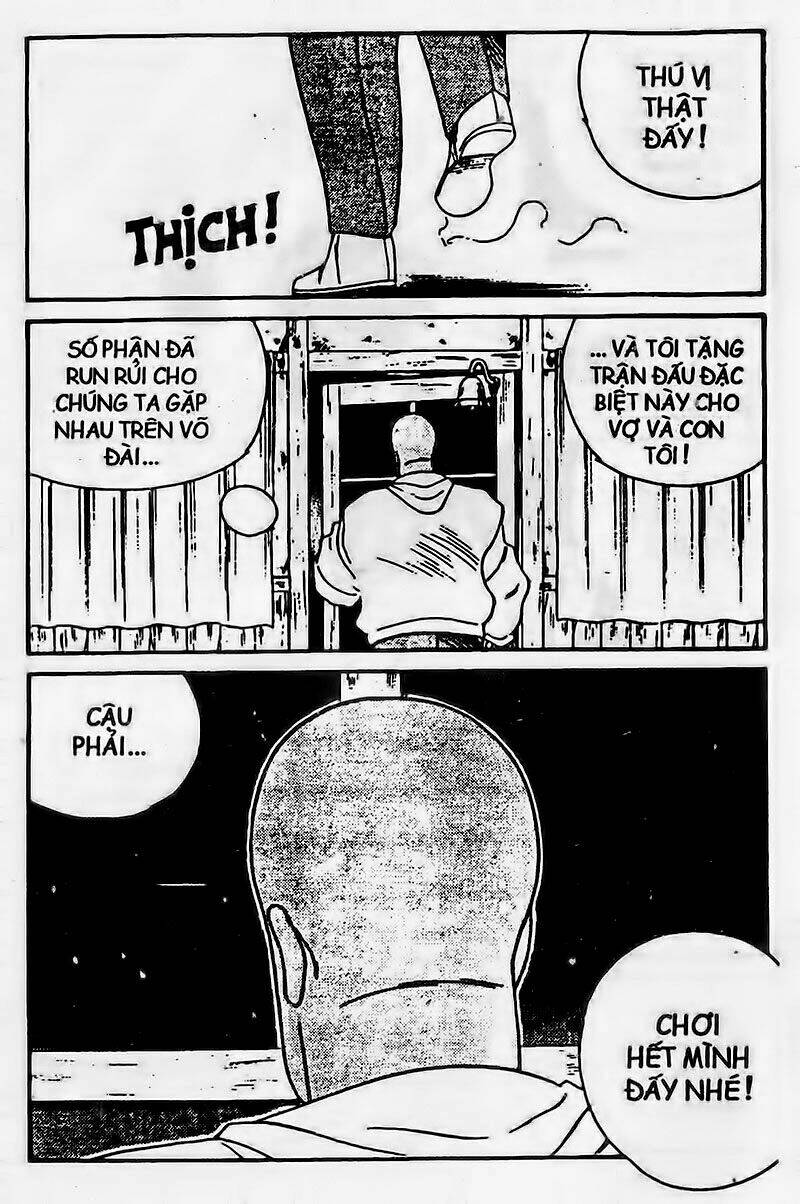 THÚ VỊ
THẬT
ĐẤY!
THỊCH!
SỐ PHẬN ĐÃ
RUN RỦI CHO
CHÚNG TA GẶP
NHAU TRÊN VÕ
ĐÀI...
... VÀ TÔI TẶNG
TRẬN ĐẤU ĐẶC
BIỆT NÀY CHO
VỢ VÀ CON
TÔI!
CẬU
PHẢI...
CHƠI
HẾT MÌNH
ĐẤY NHÉ!